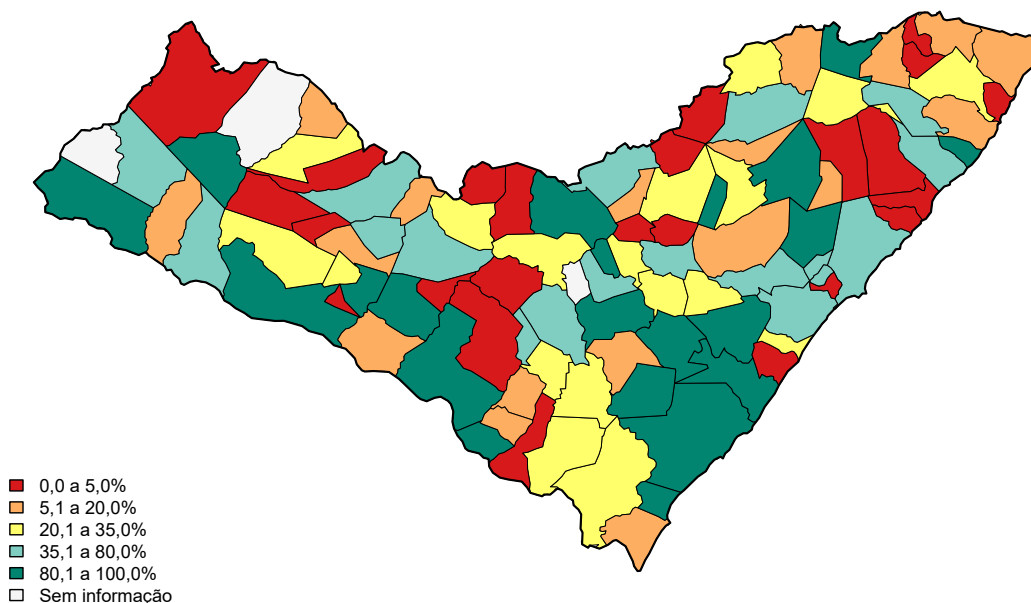 0,0 a 5,0%
5,1 a 20,0%
20,1 a 35,0%
35,1 a 80,0%
80,1 a 100,0%
Sem informação